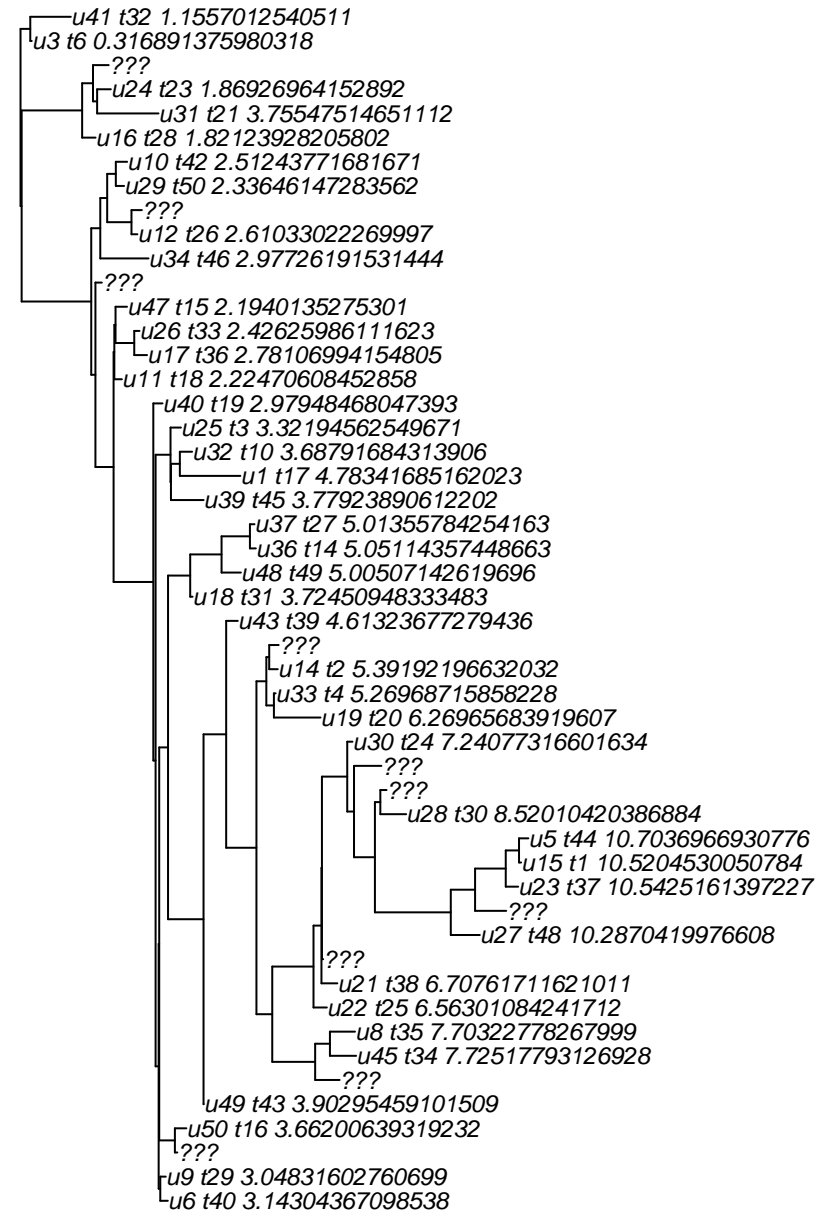 u41 t32 1.1557012540511
u3 t6 0.316891375980318
???
u24 t23 1.86926964152892
u31 t21 3.75547514651112
u16 t28 1.82123928205802
u10 t42 2.51243771681671
u29 t50 2.33646147283562
???
u12 t26 2.61033022269997
u34 t46 2.97726191531444
???
u47 t15 2.1940135275301
u26 t33 2.42625986111623
u17 t36 2.78106994154805
u11 t18 2.22470608452858
u40 t19 2.97948468047393
u25 t3 3.32194562549671
u32 t10 3.68791684313906
u1 t17 4.78341685162023
u39 t45 3.77923890612202
u37 t27 5.01355784254163
u36 t14 5.05114357448663
u48 t49 5.00507142619696
u18 t31 3.72450948333483
u43 t39 4.61323677279436
???
u14 t2 5.39192196632032
u33 t4 5.26968715858228
u19 t20 6.26965683919607
u30 t24 7.24077316601634
???
???
u28 t30 8.52010420386884
u5 t44 10.7036966930776
u15 t1 10.5204530050784
u23 t37 10.5425161397227
???
u27 t48 10.2870419976608
???
u21 t38 6.70761711621011
u22 t25 6.56301084241712
u8 t35 7.70322778267999
u45 t34 7.72517793126928
???
u49 t43 3.90295459101509
u50 t16 3.66200639319232
???
u9 t29 3.04831602760699
u6 t40 3.14304367098538